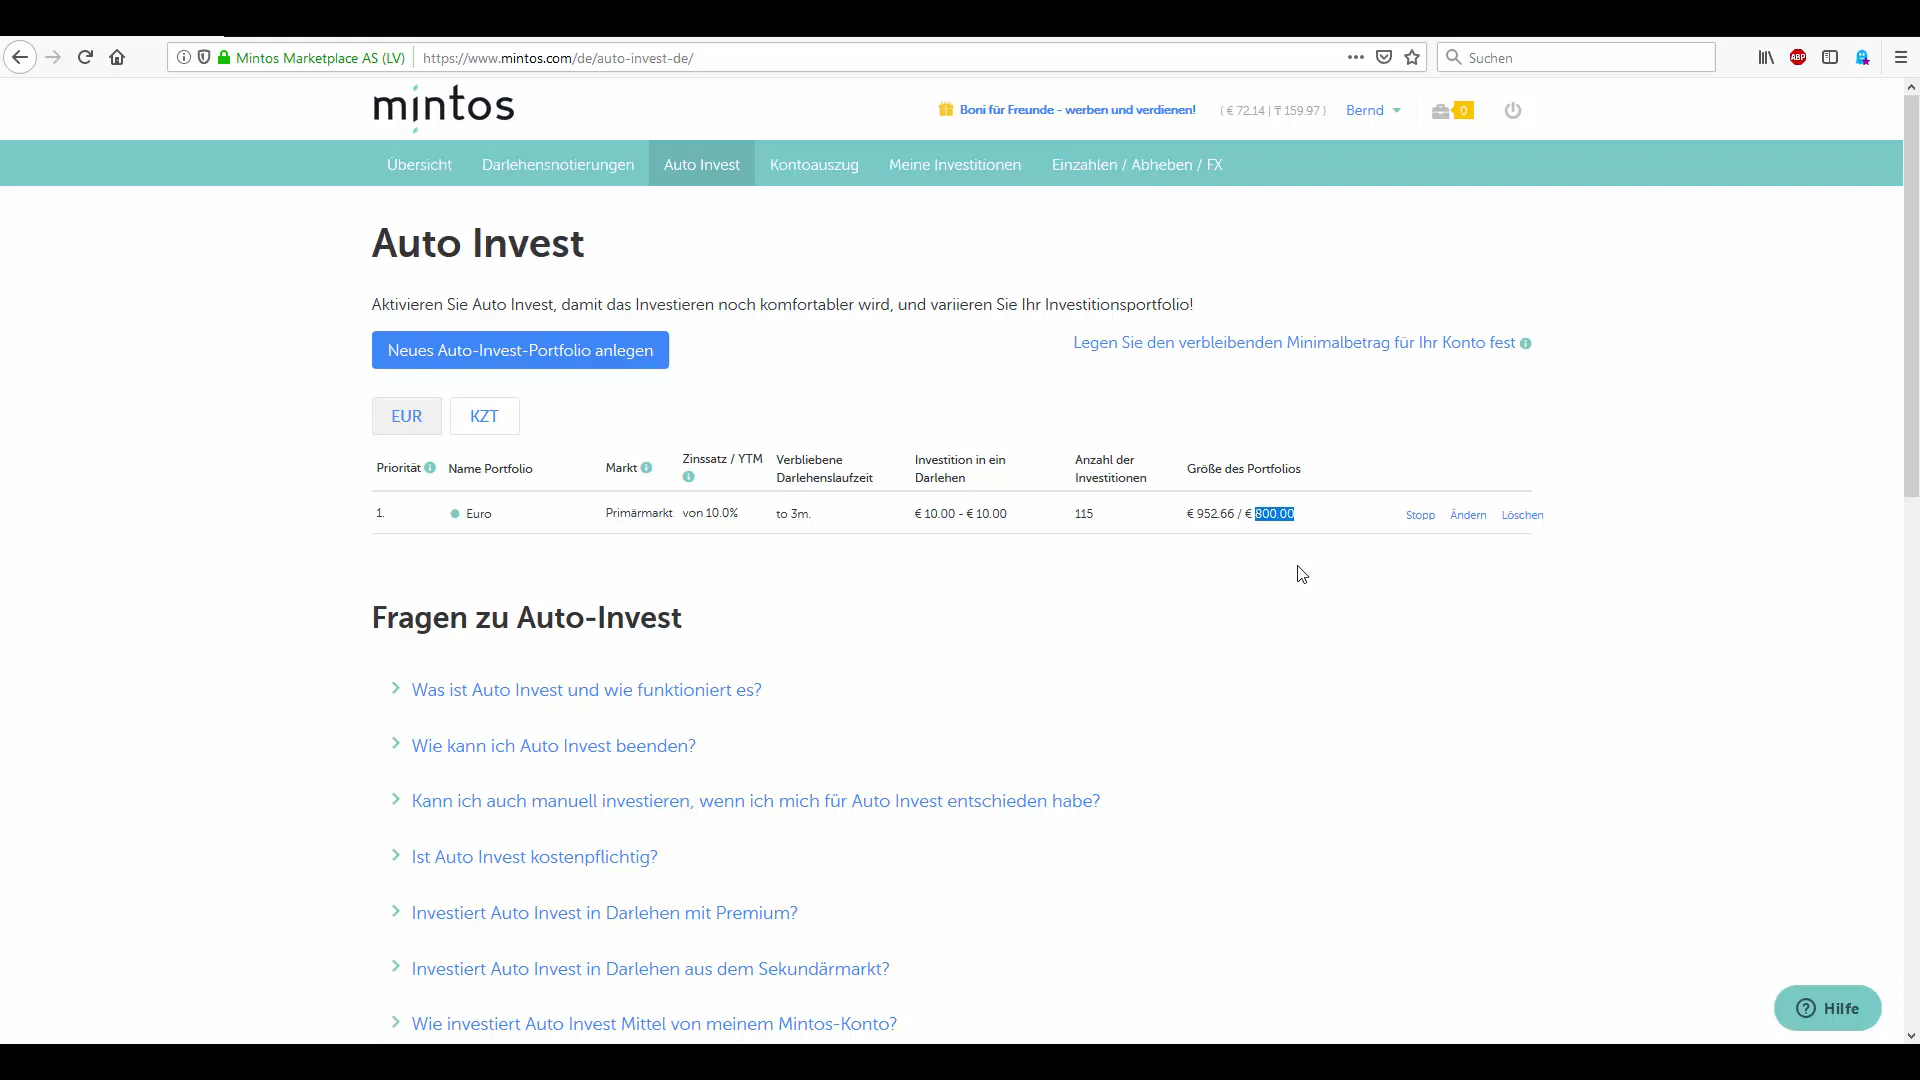 Mintos Marketplace AS (LV) https://www.mintos.com/de/auto-invest-de/ Suchen
ABP
mintos
Boni für Freunde - werben und verdienen! ( € 72.14 | ₸ 159.97 ) Bernd 0
Übersicht Darlehensnotierungen Auto Invest Kontoauszug Meine Investitionen Einzahlen / Abheben / FX
Auto Invest
Aktivieren Sie Auto Invest, damit das Investieren noch komfortabler wird, und variieren Sie Ihr Investitionsportfolio!
Neues Auto-Invest-Portfolio anlegen
Legen Sie den verbleibenden Minimalbetrag für Ihr Konto fest
EUR KZT
Priorität Name Portfolio Markt Zinssatz / YTM Verbliebene Darlehenslaufzeit Investition in ein Darlehen Anzahl der Investitionen Größe des Portfolios
1. Euro Primärmarkt von 10.0% to 3m. € 10.00 - € 10.00 115 € 952.66 / € 800.00 Stopp Ändern Löschen
Fragen zu Auto-Invest
Was ist Auto Invest und wie funktioniert es?
Wie kann ich Auto Invest beenden?
Kann ich auch manuell investieren, wenn ich mich für Auto Invest entschieden habe?
Ist Auto Invest kostenpflichtig?
Investiert Auto Invest in Darlehen mit Premium?
Investiert Auto Invest in Darlehen aus dem Sekundärmarkt?
Wie investiert Auto Invest Mittel von meinem Mintos-Konto?
Hilfe